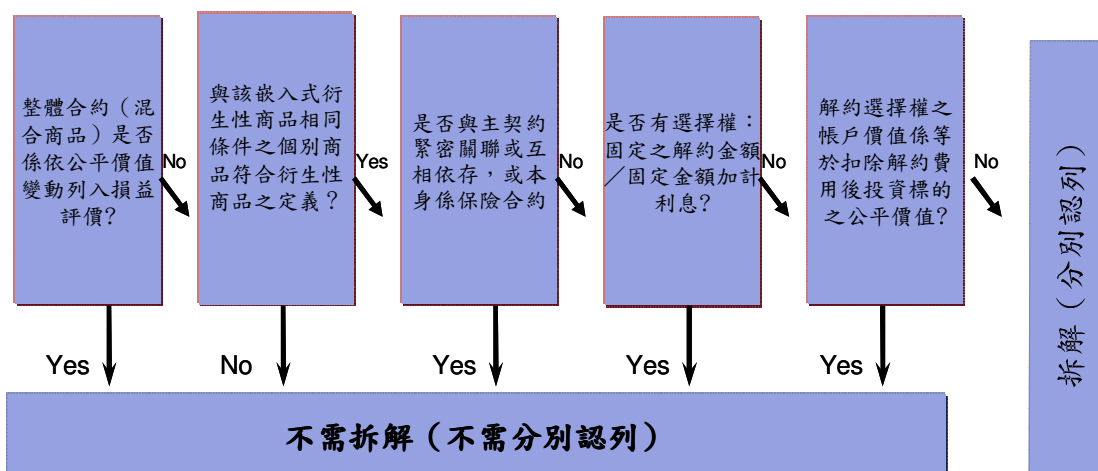 整體合約（混
合商品）是否
係依公平價值
變動列入損益
評價？
No
與該嵌入式衍
生性商品相同
條件之個別商
品符合衍生性
商品之定義？
Yes
是否與主契約
緊密關聯或互
相依存，或本
身係保險合約
No
是否有選擇權：
固定之解約金額
／固定金額加計
利息？
No
解約選擇權之
帳戶價值係等
於扣除解約費
用後投資標的
之公平價值？
No
拆解（分別認列）
Yes
No
Yes
Yes
Yes
不需拆解（不需分別認列）